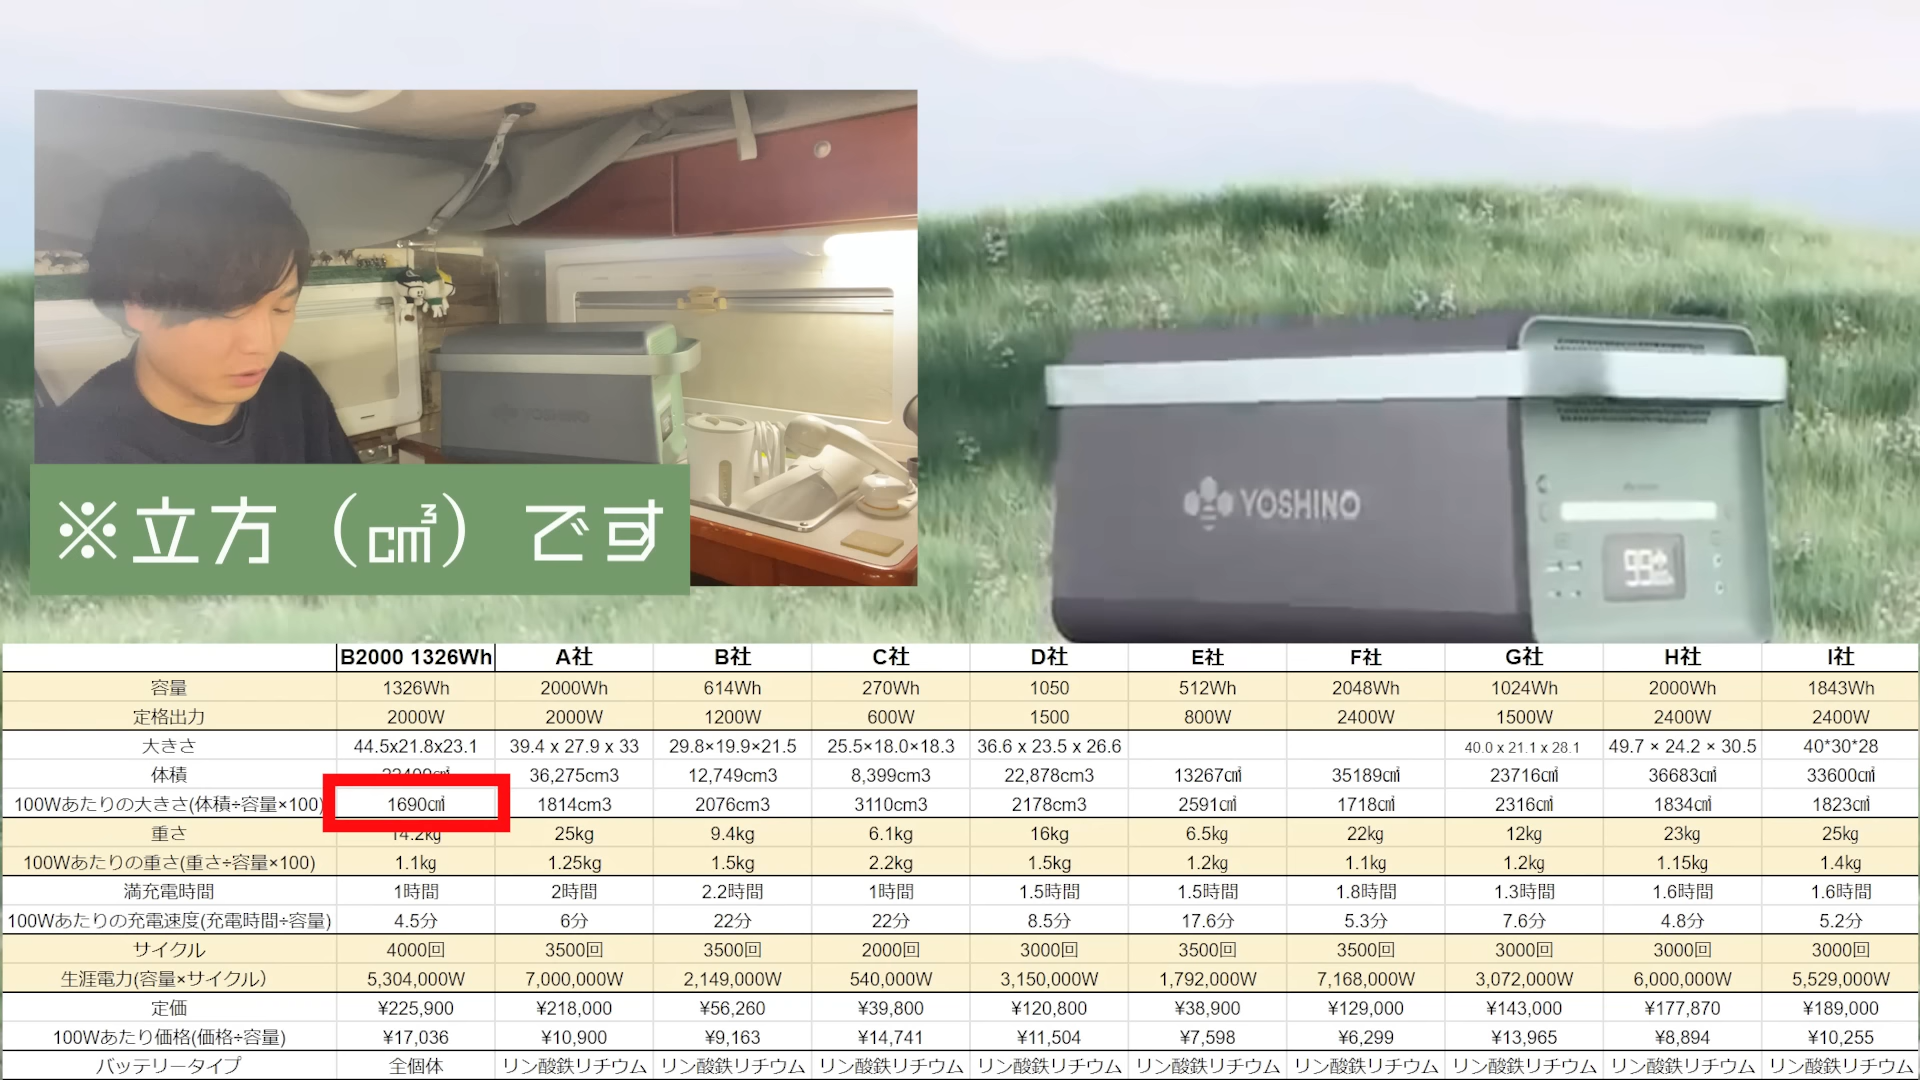 YOSHINO
※立方（㎤）です
YOSHINO
99
B2000 1326Wh A社 B社 C社 D社 E社 F社 G社 H社 I社
容量 1326Wh 2000Wh 614Wh 270Wh 1050 512Wh 2048Wh 1024Wh 2000Wh 1843Wh
定格出力 2000W 2000W 1200W 600W 1500 800W 2400W 1500W 2400W 2400W
大きさ 44.5x21.8x23.1 39.4 x 27.9 x 33 29.8×19.9×21.5 25.5×18.0×18.3 36.6 x 23.5 x 26.6 40.0 x 21.1 x 28.1 49.7 × 24.2 × 30.5 40*30*28
体積 36,275cm3 12,749cm3 8,399cm3 22,878cm3 13267㎤ 35189㎤ 23716㎤ 36683㎤ 33600㎤
100Wあたりの大きさ(体積÷容量×100) 1690㎤ 1814cm3 2076cm3 3110cm3 2178cm3 2591㎤ 1718㎤ 2316㎤ 1834㎤ 1823㎤
重さ 14.2kg 25kg 9.4kg 6.1kg 16kg 6.5kg 22kg 12kg 23kg 25kg
100Wあたりの重さ(重さ÷容量×100) 1.1kg 1.25kg 1.5kg 2.2kg 1.5kg 1.2kg 1.1kg 1.2kg 1.15kg 1.4kg
満充電時間 1時間 2時間 2.2時間 1時間 1.5時間 1.5時間 1.8時間 1.3時間 1.6時間 1.6時間
100Wあたりの充電速度(充電時間÷容量) 4.5分 6分 22分 22分 8.5分 17.6分 5.3分 7.6分 4.8分 5.2分
サイクル 4000回 3500回 3500回 2000回 3000回 3500回 3500回 3000回 3000回 3000回
生涯電力(容量×サイクル） 5,304,000W 7,000,000W 2,149,000W 540,000W 3,150,000W 1,792,000W 7,168,000W 3,072,000W 6,000,000W 5,529,000W
定価 ¥225,900 ¥218,000 ¥56,260 ¥39,800 ¥120,800 ¥38,900 ¥129,000 ¥143,000 ¥177,870 ¥189,000
100Wあたり価格(価格÷容量) ¥17,036 ¥10,900 ¥9,163 ¥14,741 ¥11,504 ¥7,598 ¥6,299 ¥13,965 ¥8,894 ¥10,255
バッテリータイプ 全個体 リン酸鉄リチウム リン酸鉄リチウム リン酸鉄リチウム リン酸鉄リチウム リン酸鉄リチウム リン酸鉄リチウム リン酸鉄リチウム リン酸鉄リチウム リン酸鉄リチウム